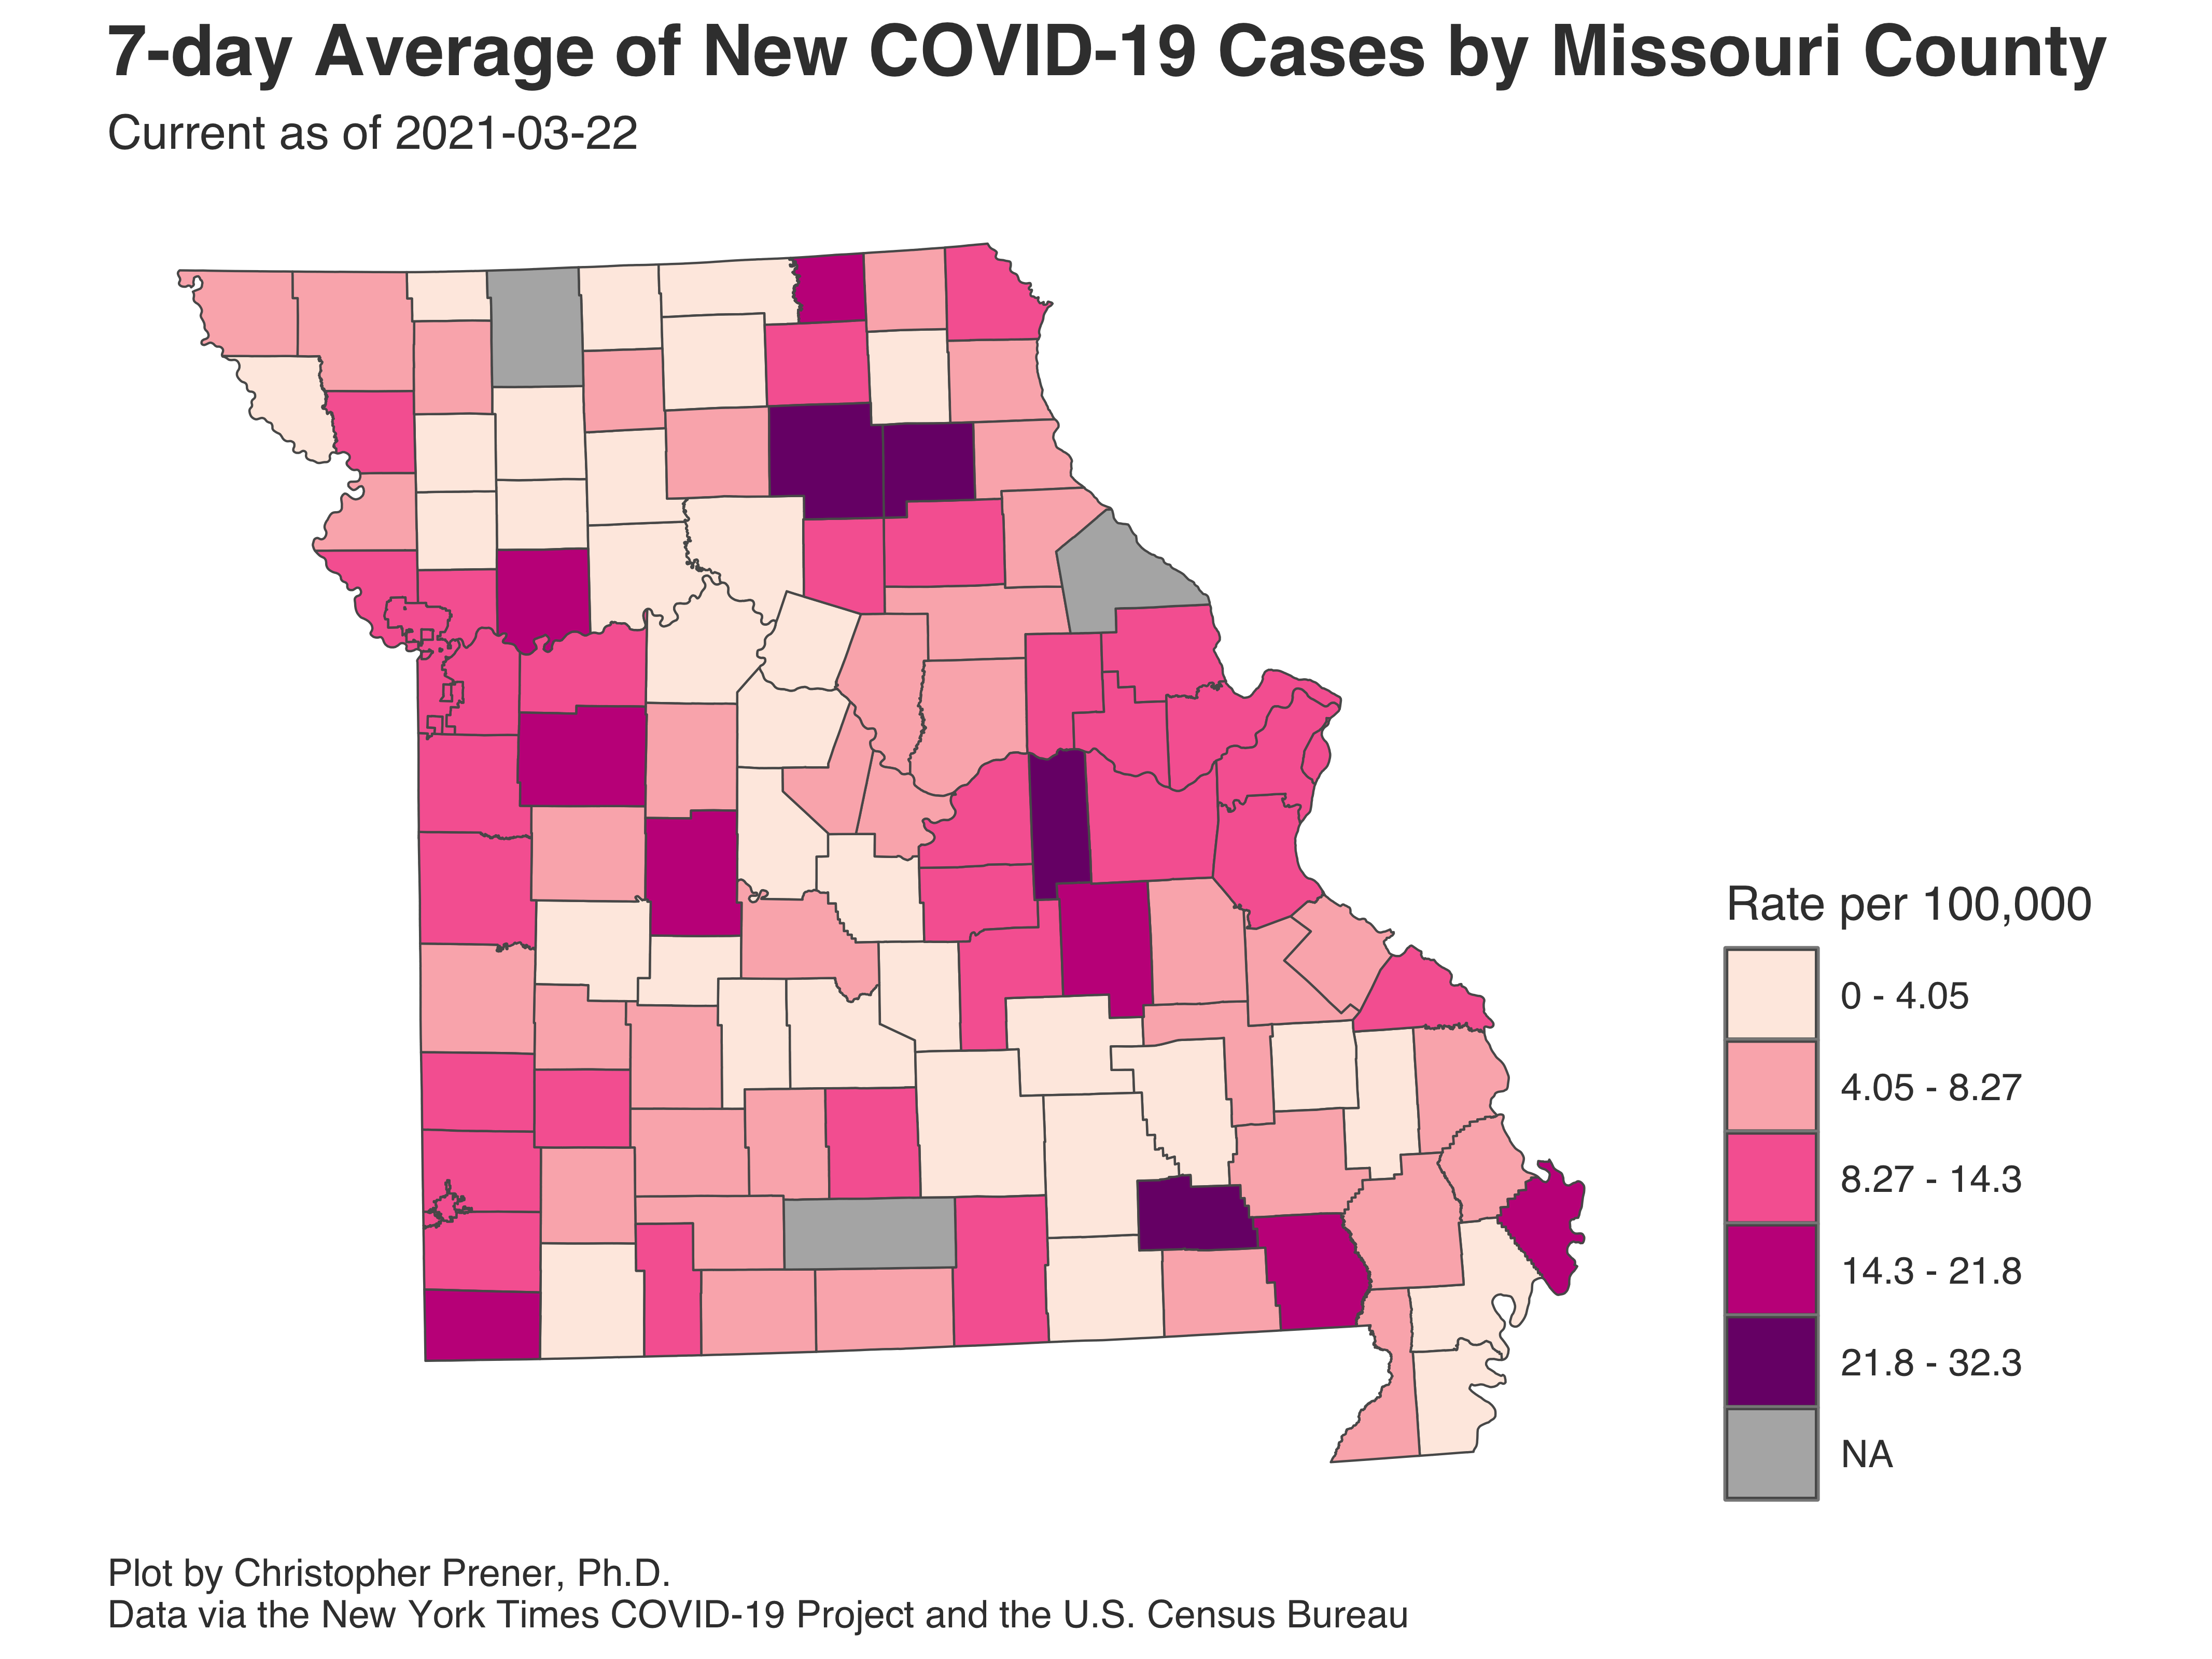 7-day Average of New COVID-19 Cases by Missouri County
Current as of 2021-03-22
Rate per 100,000
0 - 4.05
4.05 - 8.27
8.27 - 14.3
14.3 - 21.8
21.8 - 32.3
NA
Plot by Christopher Prener, Ph.D.
Data via the New York Times COVID-19 Project and the U.S. Census Bureau